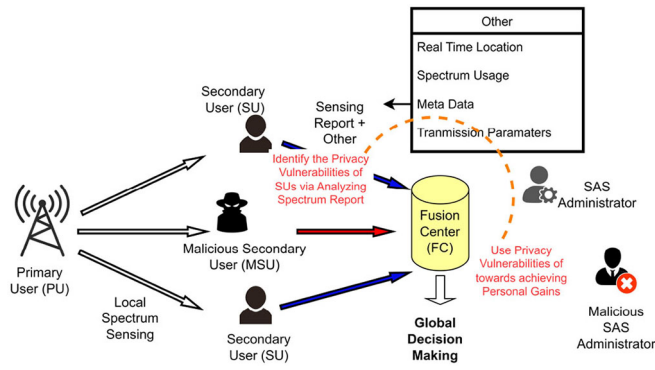 Other
Real Time Location
Spectrum Usage
Meta Data
Tranmission Paramaters
Secondary
User (SU)
Sensing
Report +
Other
Identify the Privacy
Vulnerabilities of
SUs via Analyzing
Spectrum Report
SAS
Administrator
Fusion
Center
(FC)
Primary
User (PU)
Malicious Secondary
User (MSU)
Use Privacy
Vulnerabilities of
towards achieving
Personal Gains
Local
Spectrum
Sensing
Secondary
User (SU)
Global
Decision
Making
Malicious
SAS
Administrator